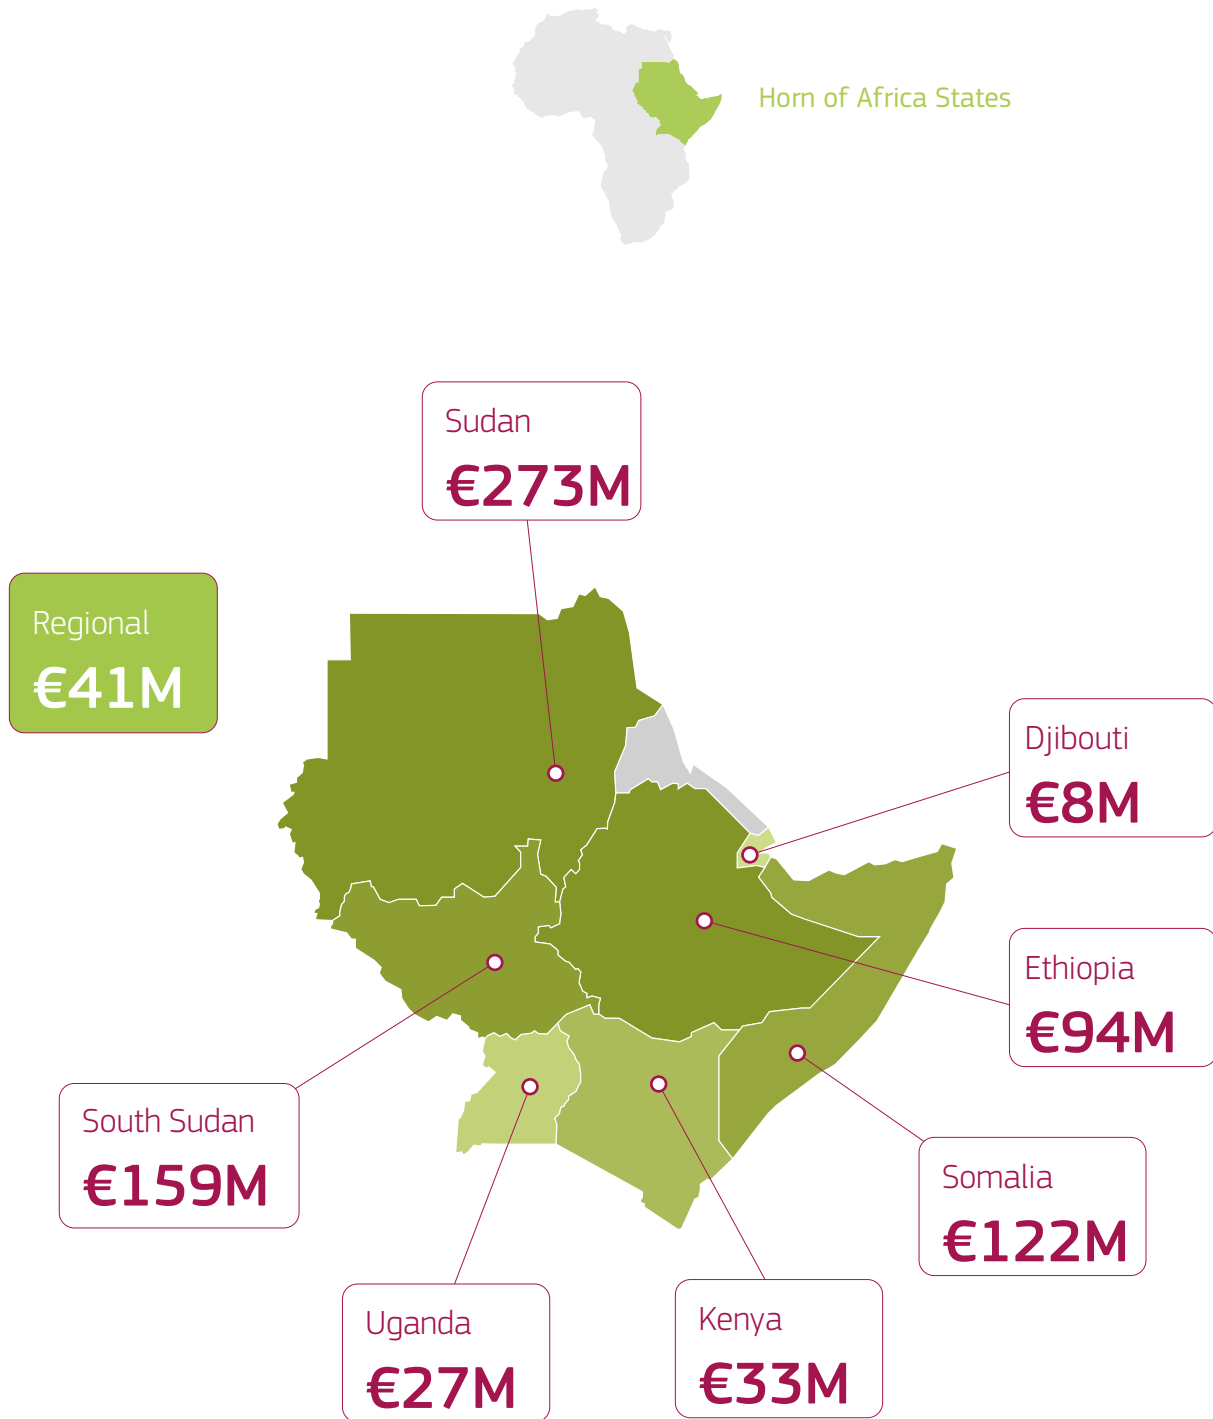 Horn of Africa States
Sudan
€273M
Regional
€41M
Djibouti
€8M
Ethiopia
€94M
South Sudan
€159M
Somalia
€122M
Uganda
€27M
Kenya
€33M